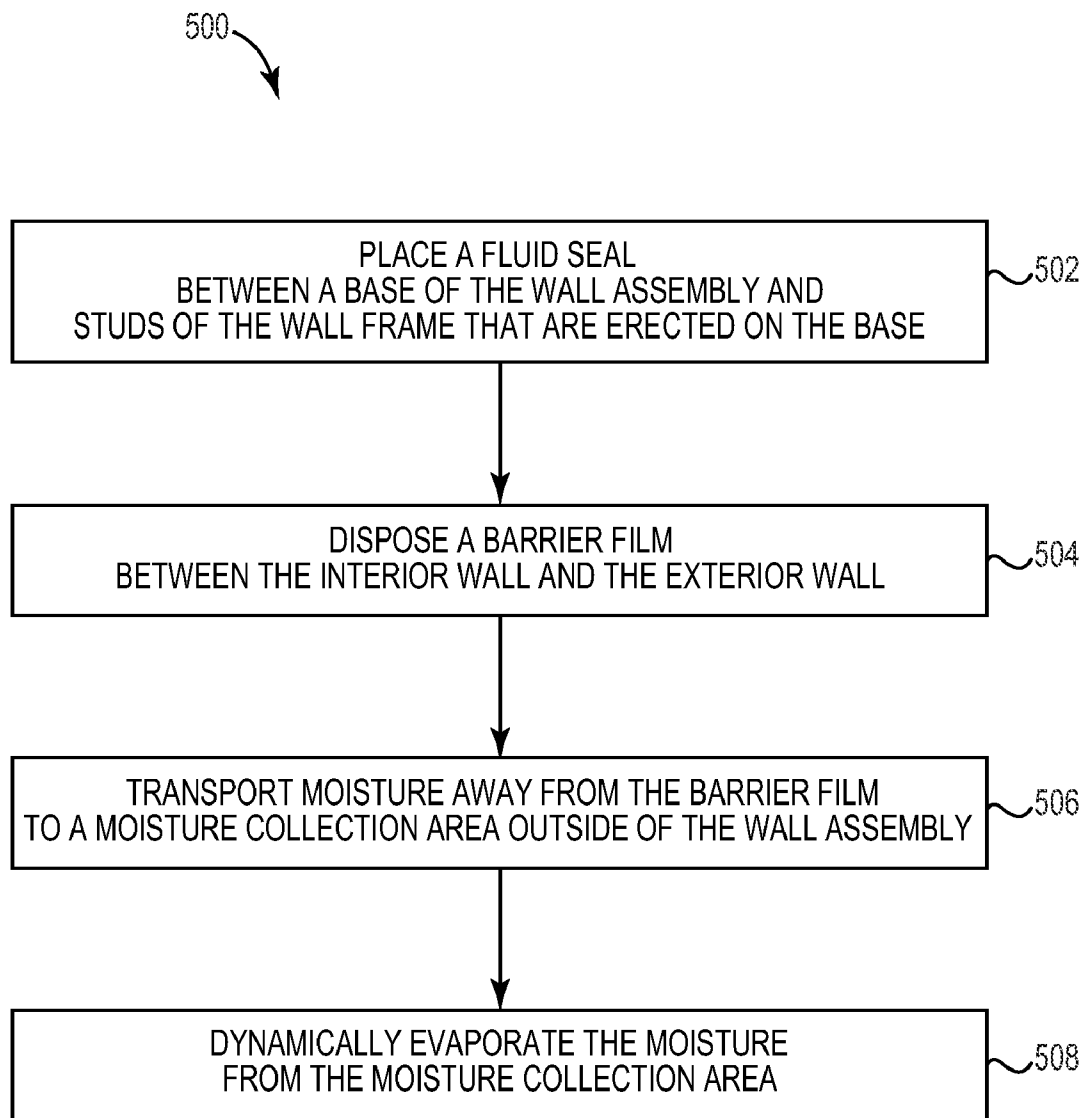 500
PLACE A FLUID SEAL
BETWEEN A BASE OF THE WALL ASSEMBLY AND
STUDS OF THE WALL FRAME THAT ARE ERECTED ON THE BASE
502
DISPOSE A BARRIER FILM
BETWEEN THE INTERIOR WALL AND THE EXTERIOR WALL
504
TRANSPORT MOISTURE AWAY FROM THE BARRIER FILM
TO A MOISTURE COLLECTION AREA OUTSIDE OF THE WALL ASSEMBLY
506
DYNAMICALLY EVAPORATE THE MOISTURE
FROM THE MOISTURE COLLECTION AREA
508